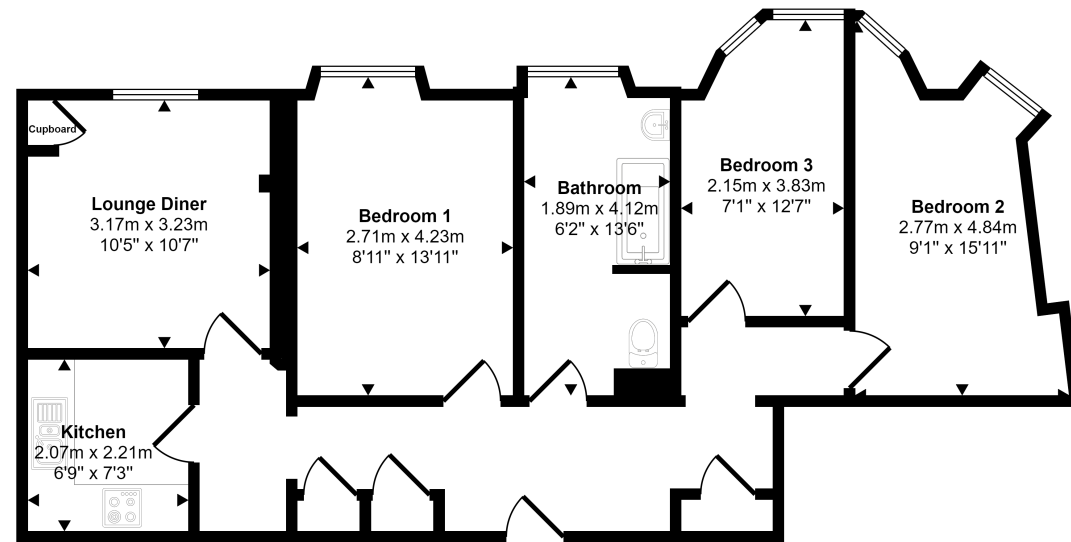 Cupboard
Lounge Diner
3.17m x 3.23m
10'5" x 10'7"
Bedroom 1
2.71m x 4.23m
8'11" x 13'11"
Bathroom
1.89m x 4.12m
6'2" x 13'6"
Bedroom 3
2.15m x 3.83m
7'1" x 12'7"
Bedroom 2
2.77m x 4.84m
9'1" x 15'11"
Kitchen
2.07m x 2.21m
6'9" x 7'3"